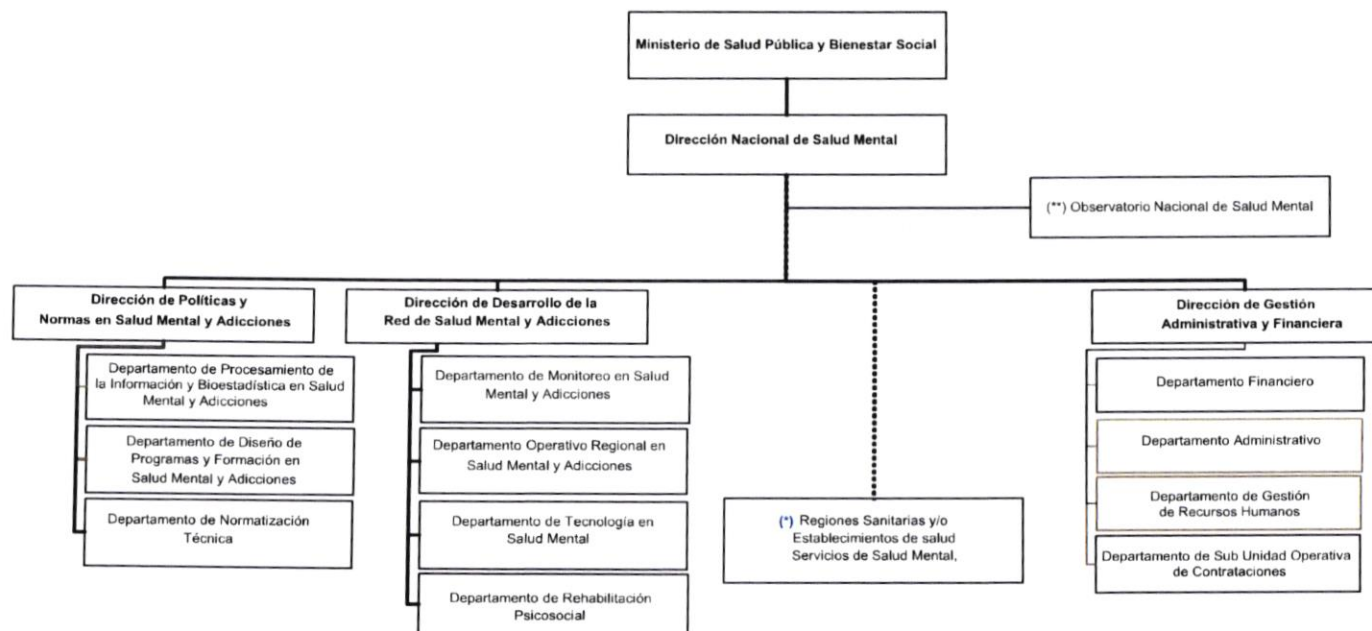 Ministerio de Salud Pública y Bienestar Social
Dirección Nacional de Salud Mental
(**) Observatorio Nacional de Salud Mental
Dirección de Políticas y
Normas en Salud Mental y Adicciones
Departamento de Procesamiento de
la Información y Bioestadística en Salud
Mental y Adicciones
Departamento de Diseño de
Programas y Formación en
Salud Mental y Adicciones
Departamento de Normatización
Técnica
Dirección de Desarrollo de la
Red de Salud Mental y Adicciones
Departamento de Monitoreo en Salud
Mental y Adicciones
Departamento Operativo Regional en
Salud Mental y Adicciones
Departamento de Tecnología en
Salud Mental
Departamento de Rehabilitación
Psicosocial
(*) Regiones Sanitarias y/o
Establecimientos de salud
Servicios de Salud Mental,
Dirección de Gestión
Administrativa y Financiera
Departamento Financiero
Departamento Administrativo
Departamento de Gestión
de Recursos Humanos
Departamento de Sub Unidad Operativa
de Contrataciones